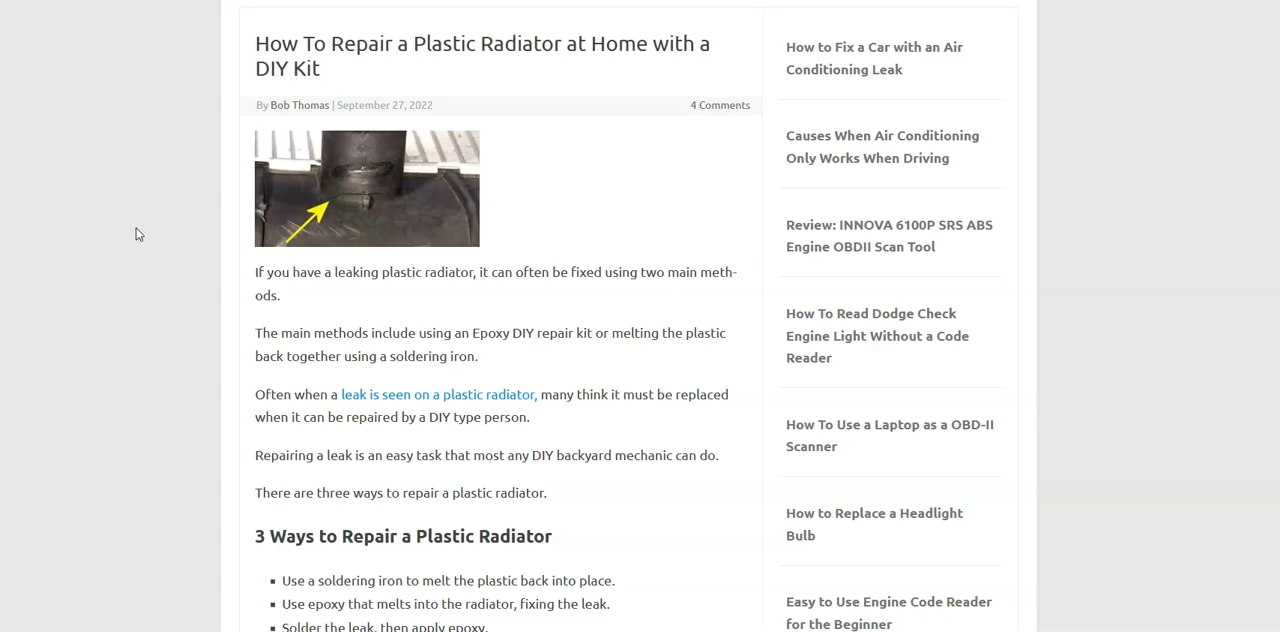 How To Repair a Plastic Radiator at Home with a
DIY Kit
By Bob Thomas | September 27, 2022
4 Comments
If you have a leaking plastic radiator, it can often be fixed using two main meth-
ods.
The main methods include using an Epoxy DIY repair kit or melting the plastic
back together using a soldering iron.
Often when a leak is seen on a plastic radiator, many think it must be replaced
when it can be repaired by a DIY type person.
Repairing a leak is an easy task that most any DIY backyard mechanic can do.
There are three ways to repair a plastic radiator.
3 Ways to Repair a Plastic Radiator
▪ Use a soldering iron to melt the plastic back into place.
▪ Use epoxy that melts into the radiator, fixing the leak.
▪ Solder the leak, then apply epoxy.
How to Fix a Car with an Air
Conditioning Leak
Causes When Air Conditioning
Only Works When Driving
Review: INNOVA 6100P SRS ABS
Engine OBDII Scan Tool
How To Read Dodge Check
Engine Light Without a Code
Reader
How To Use a Laptop as a OBD-II
Scanner
How to Replace a Headlight
Bulb
Easy to Use Engine Code Reader
for the Beginner